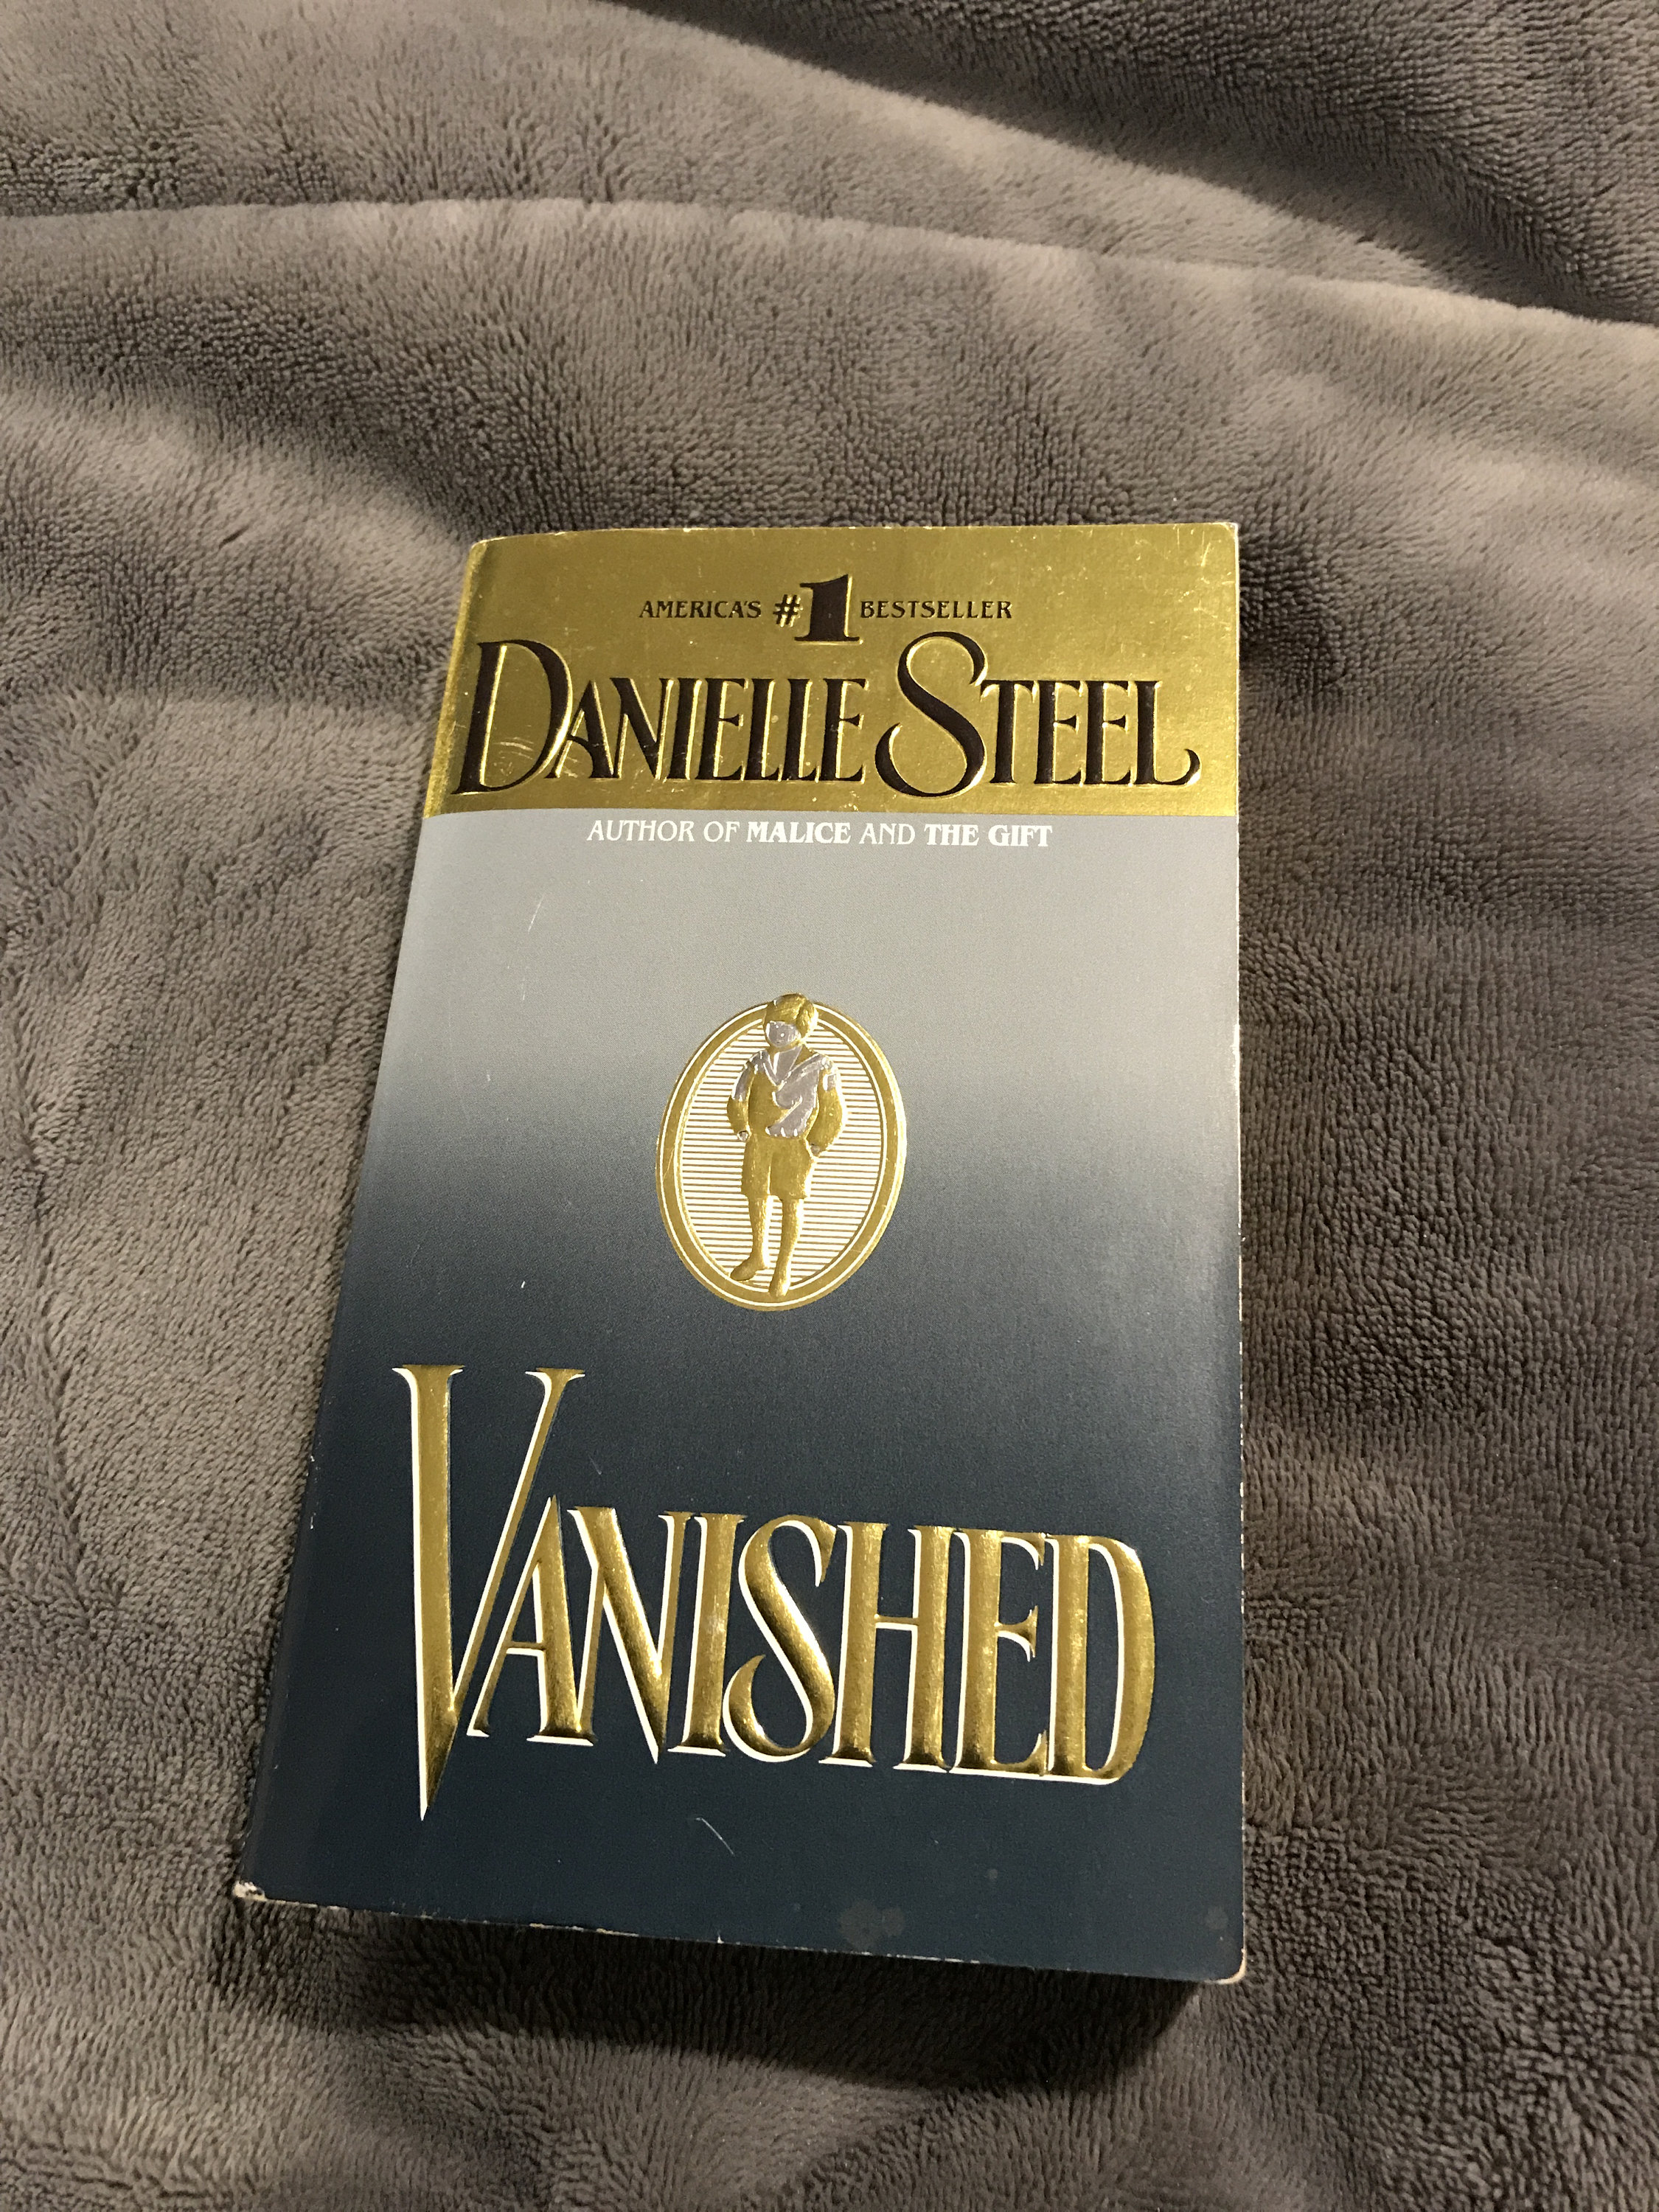 AMERICA'S #1 BESTSELLER
DANIELLE STEEL
AUTHOR OF MALICE AND THE GIFT
VANISHED